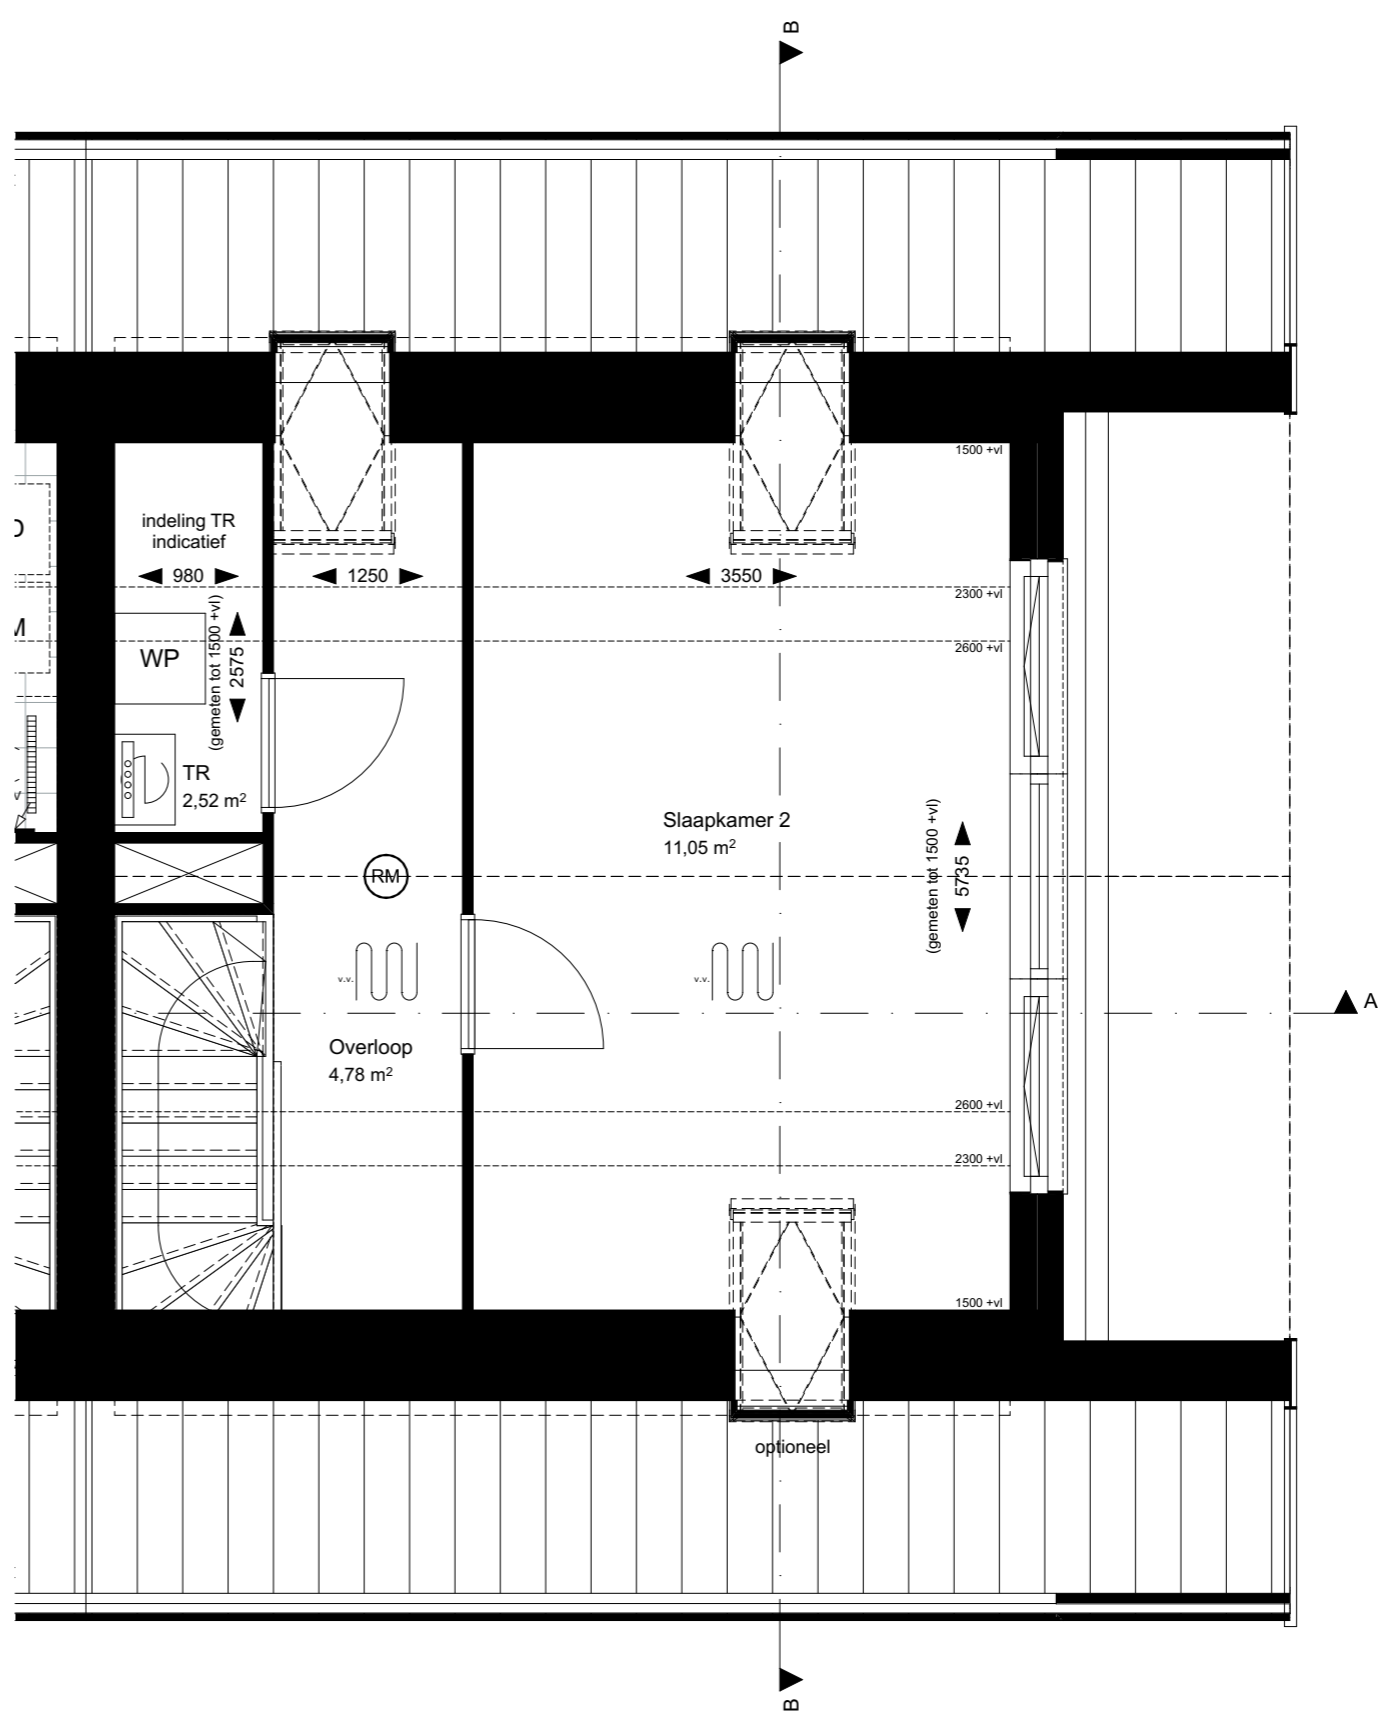 B
1500 +vl
indeling TR
indicatief
980
1250
3550
2300 +vl
2600 +vl
M
WP
(gemeten tot 1500 +vl)
2575
TR
2,52 m²
Slaapkamer 2
11,05 m²
(gemeten tot 1500 +vl)
5735
RM
v.v.
v.v.
A
Overloop
4,78 m²
2600 +vl
2300 +vl
1500 +vl
optioneel
B